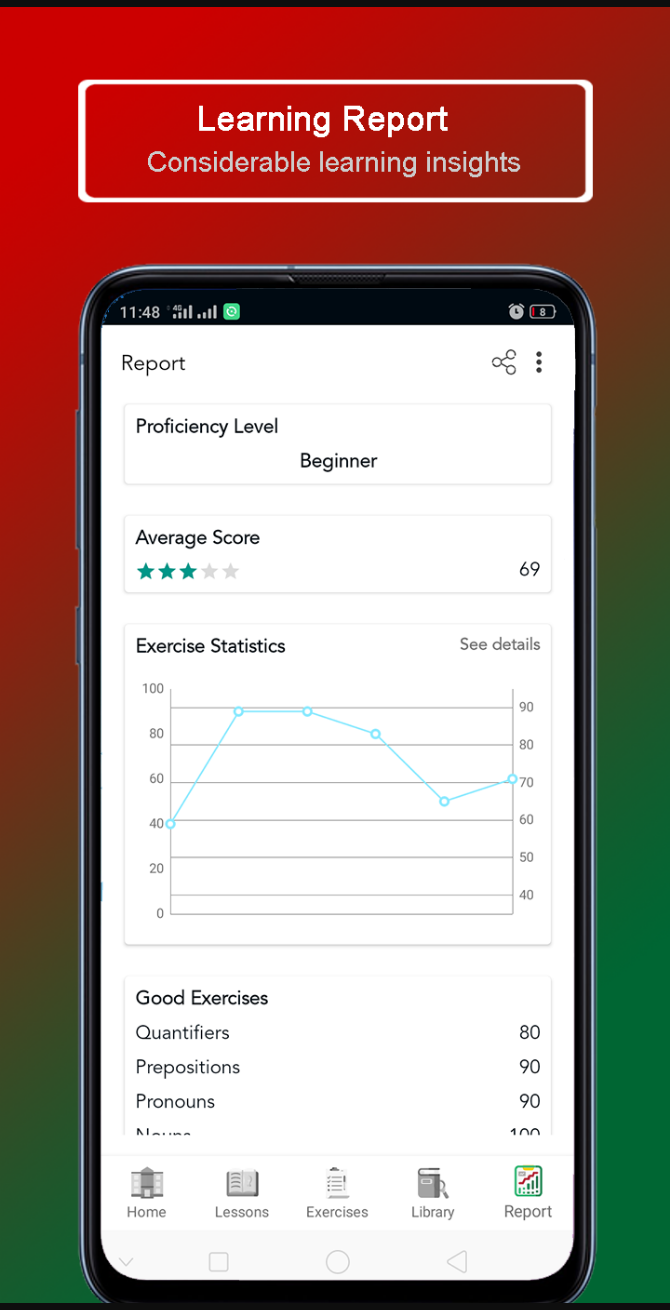 Learning Report
Considerable learning insights
11:48 4G 8
Report
Proficiency Level
Beginner
Average Score
69
Exercise Statistics See details
100
90
80 80
60 70
40 60
20 50
0 40
Good Exercises
Quantifiers 80
Prepositions 90
Pronouns 90
Nouns 100
Home Lessons Exercises Library Report